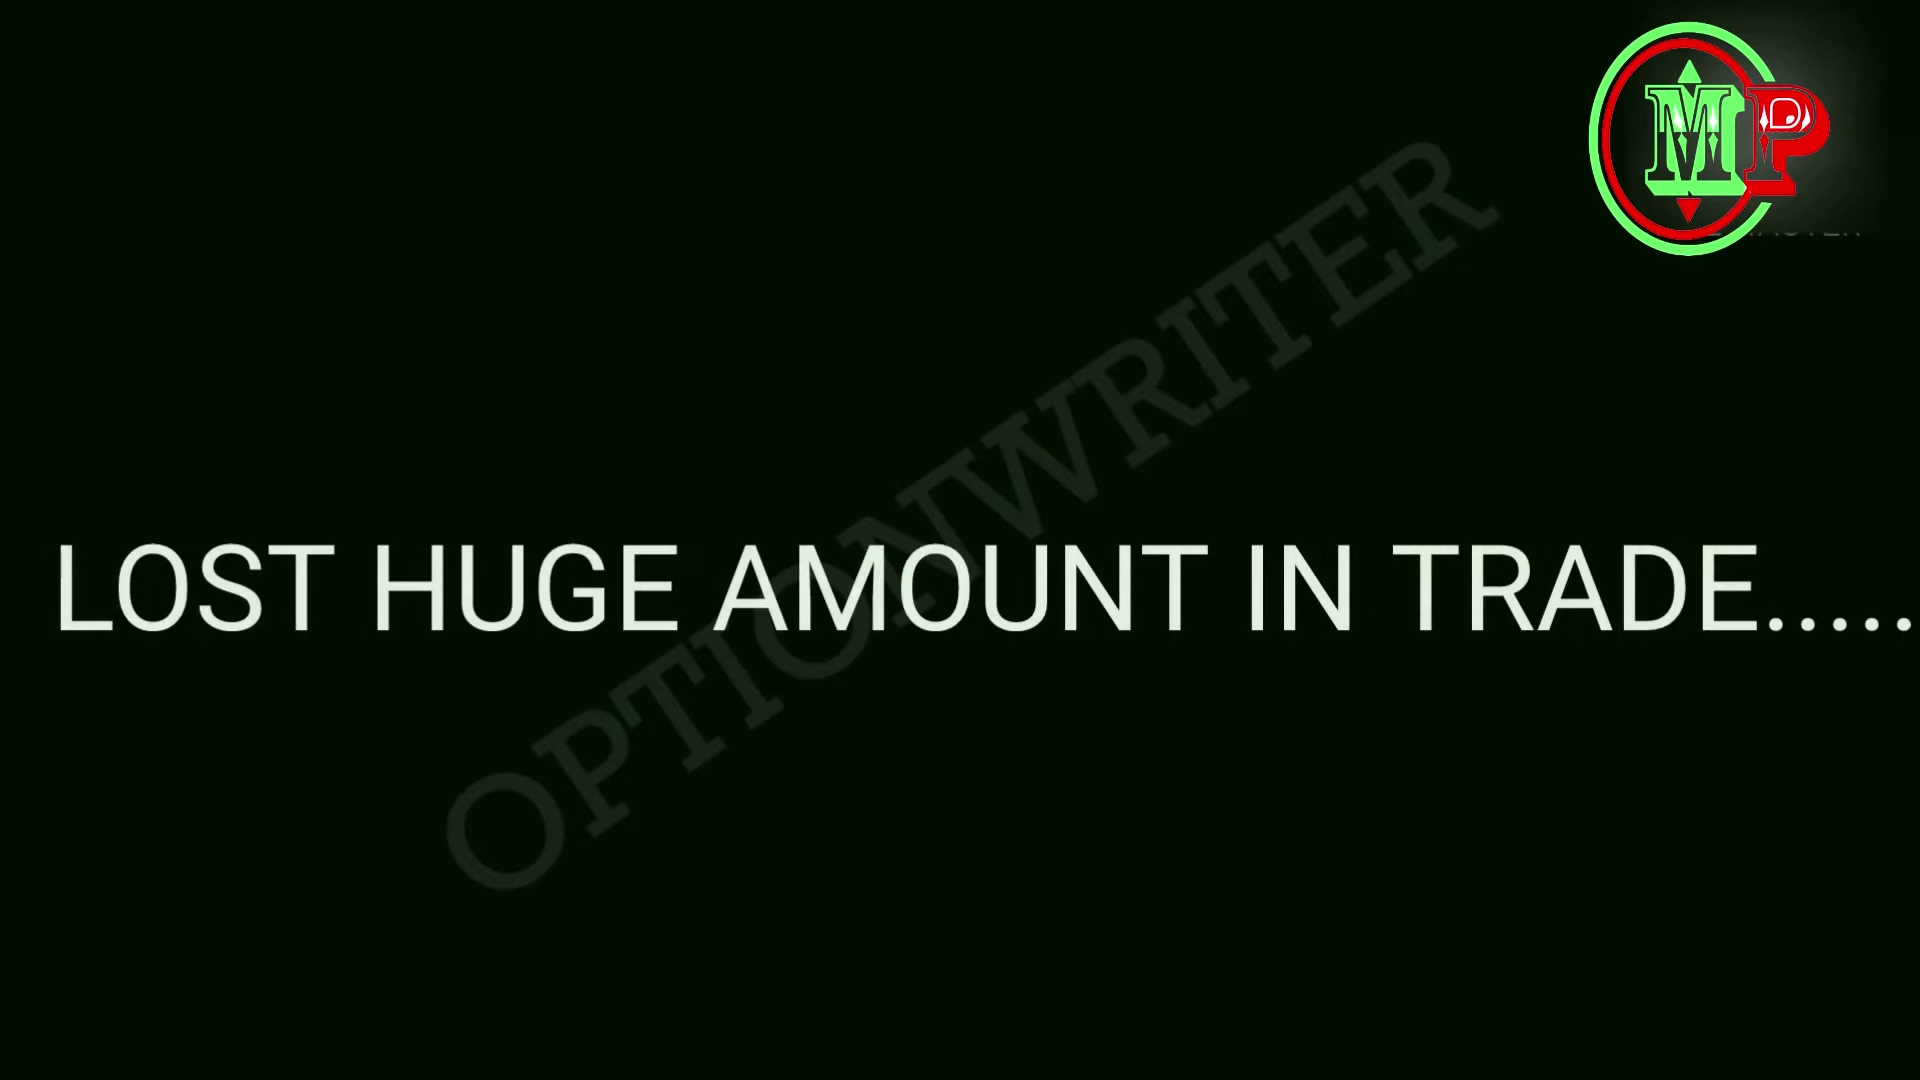 MP
LOST HUGE AMOUNT IN TRADE.....
OPTIONWRITER